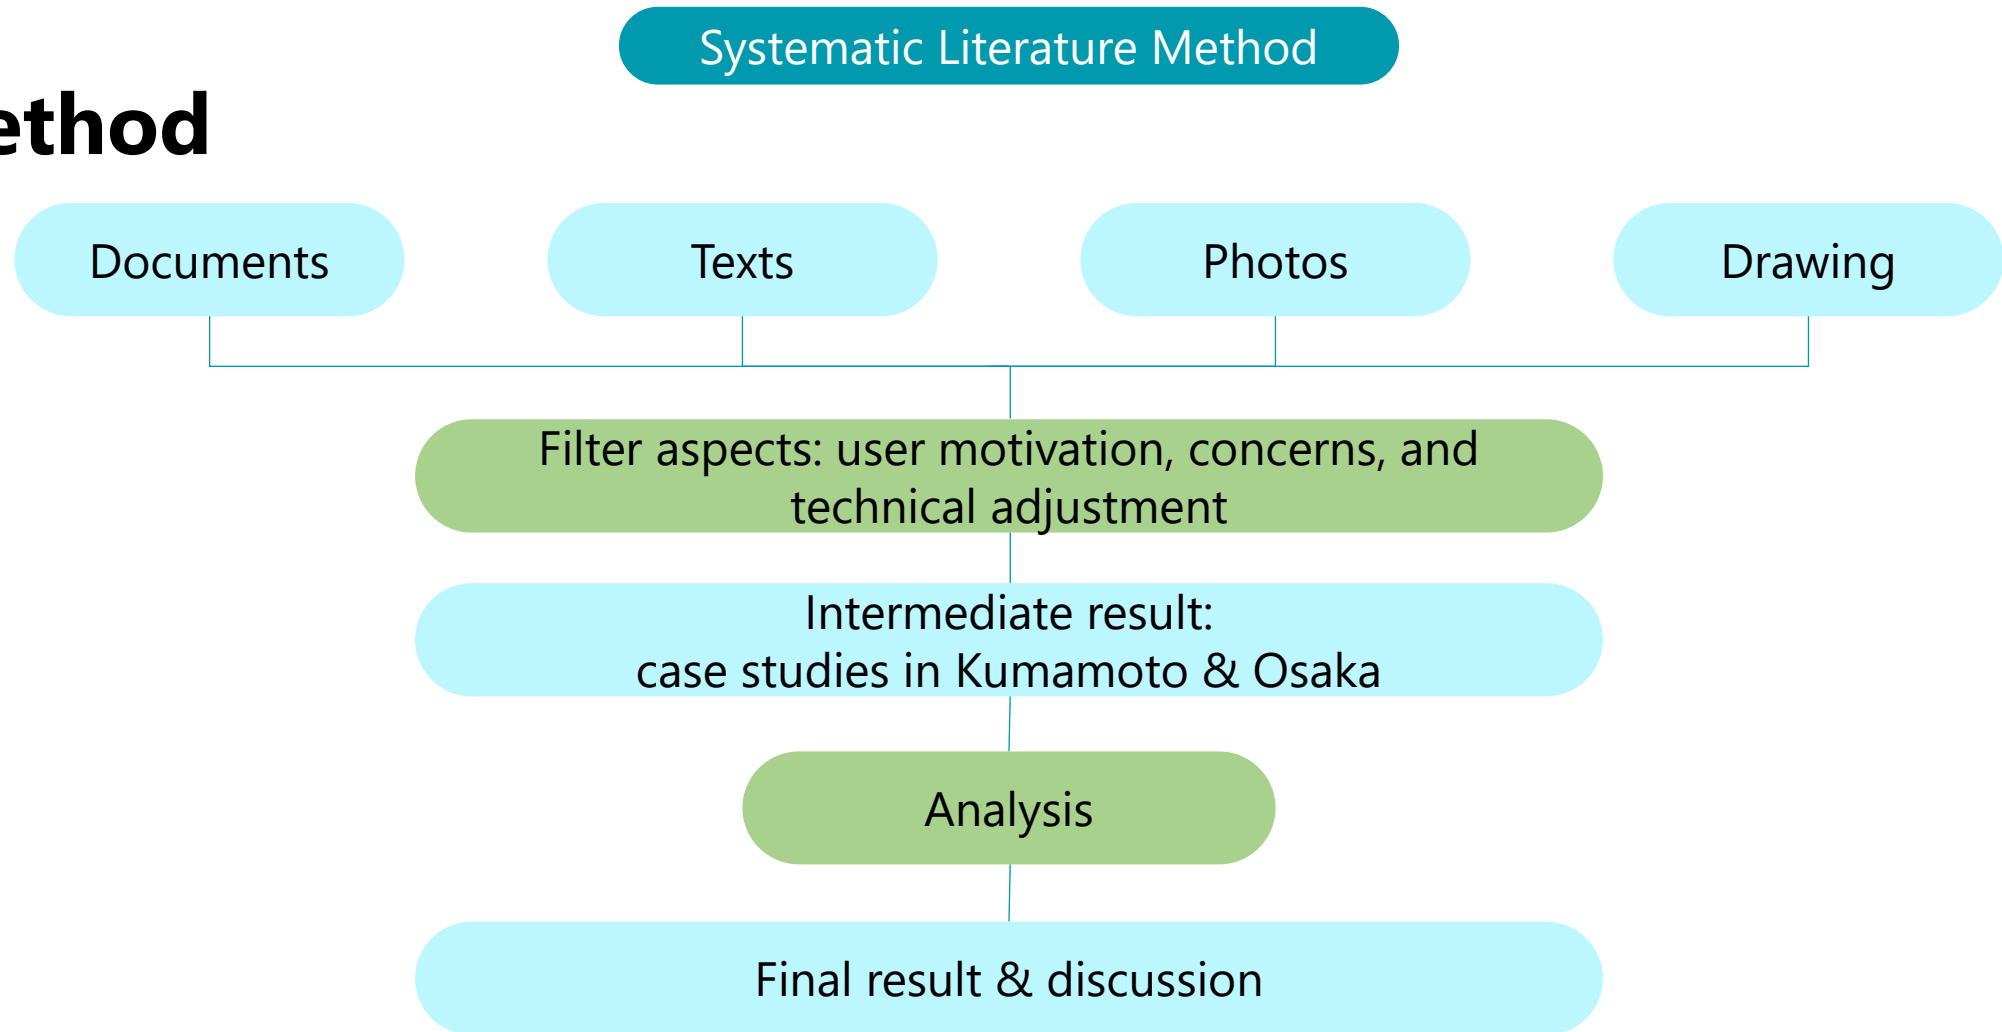 Systematic Literature Method
ethod
Documents
Texts
Photos
Drawing
Filter aspects: user motivation, concerns, and
technical adjustment
Intermediate result:
case studies in Kumamoto & Osaka
Analysis
Final result & discussion